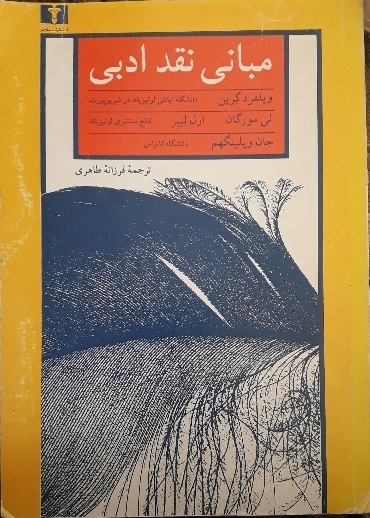 مبانی نقد ادبی
ویلفرد گرین دانشگاه ایالتی لوئیزیانا در شریوپورت
لی مورگان ارل لیبر کالج سنتنری لوئیزیانا
جان ویلینگهم دانشگاه کانزاس
ترجمهٔ فرزانهٔ طاهری